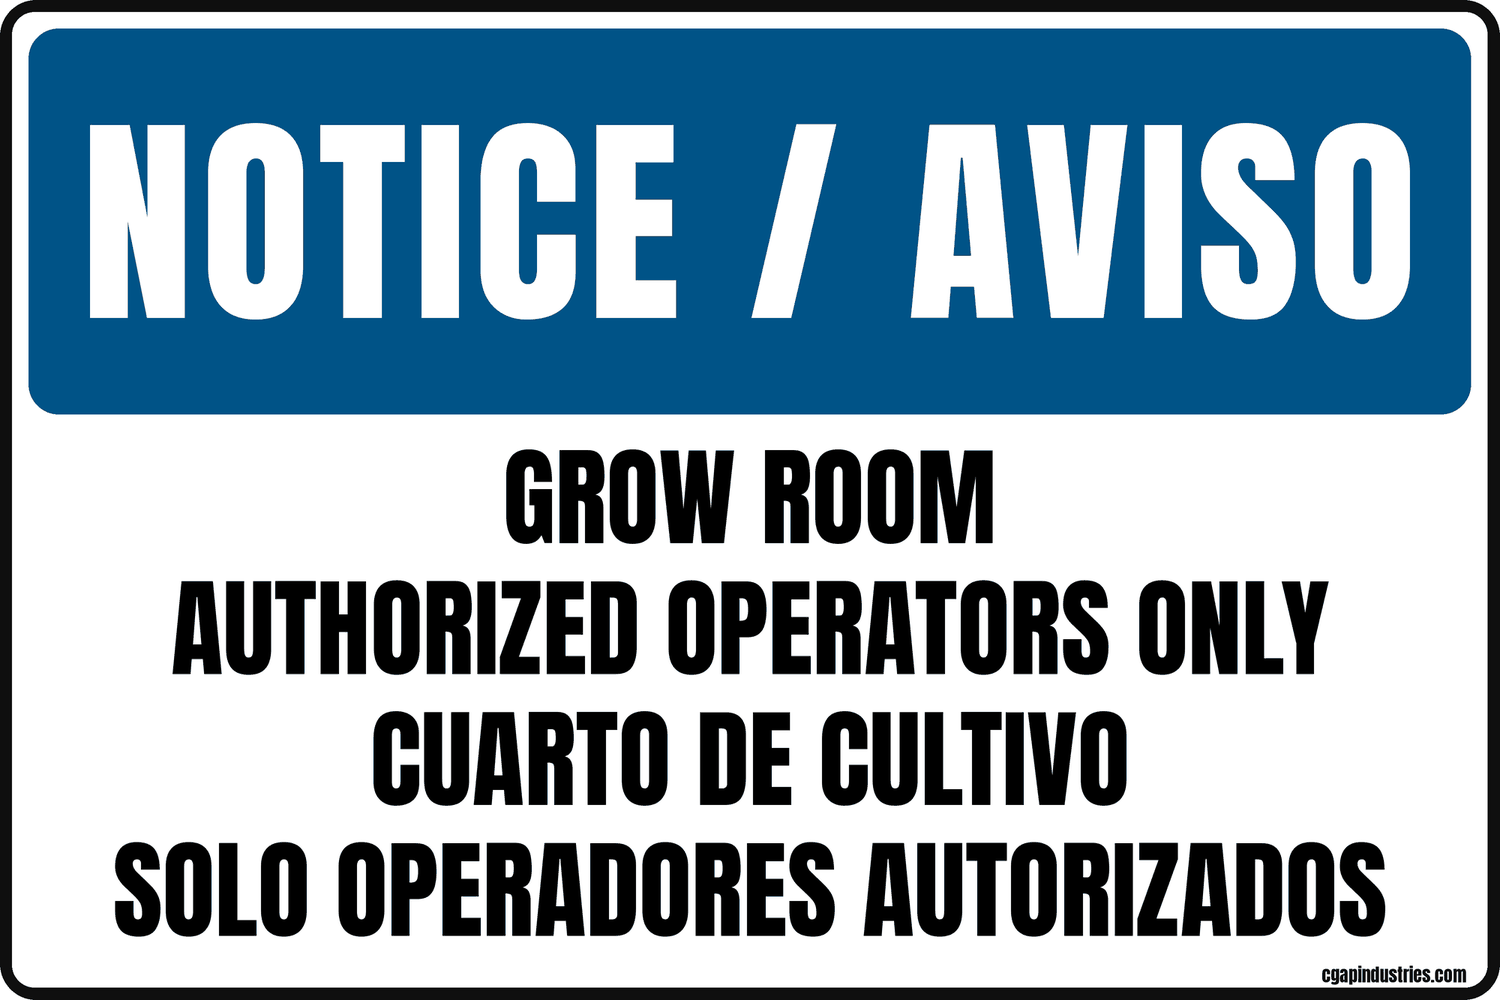 NOTICE / AVISO
GROW ROOM
AUTHORIZED OPERATORS ONLY
CUARTO DE CULTIVO
SOLO OPERADORES AUTORIZADOS
cgapindustries.com